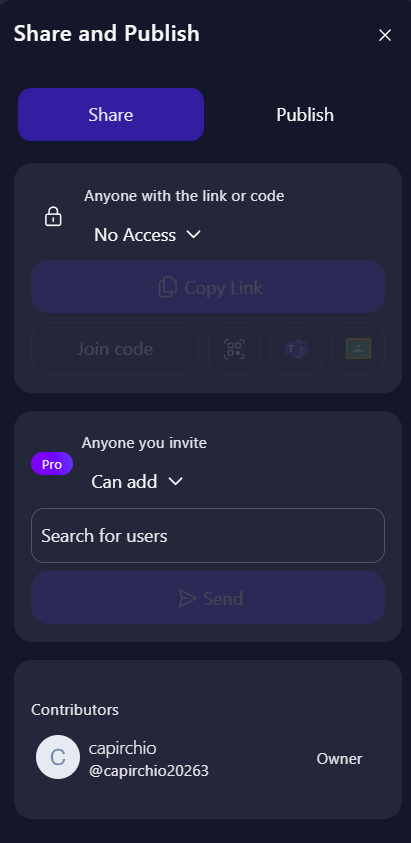 Share and Publish
Share
Publish
Anyone with the link or code
No Access
Copy Link
Join code
Anyone you invite
Pro
Can add
Search for users
Send
Contributors
C
capirchio
@capirchio20263
Owner